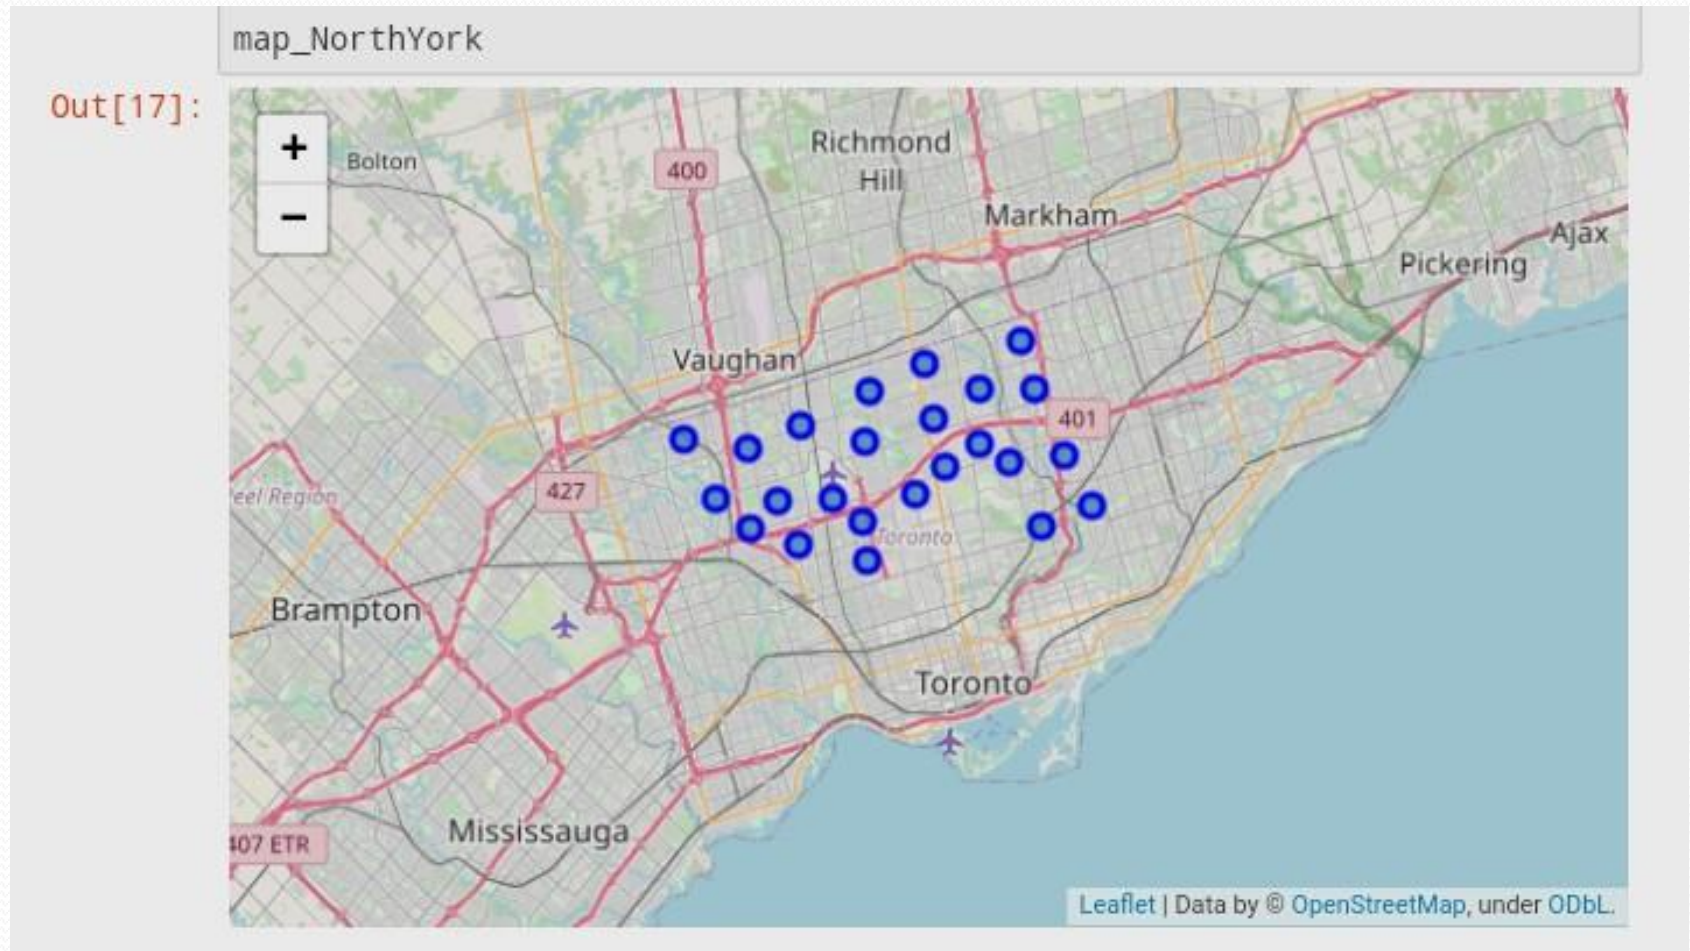 map_NorthYork
Out[17]:
+
−
Bolton
400
Richmond
Hill
Markham
Ajax
Pickering
Vaughan
401
427
eel Region
Toronto
Brampton
Toronto
Mississauga
407 ETR
Leaflet | Data by © OpenStreetMap, under ODbL.